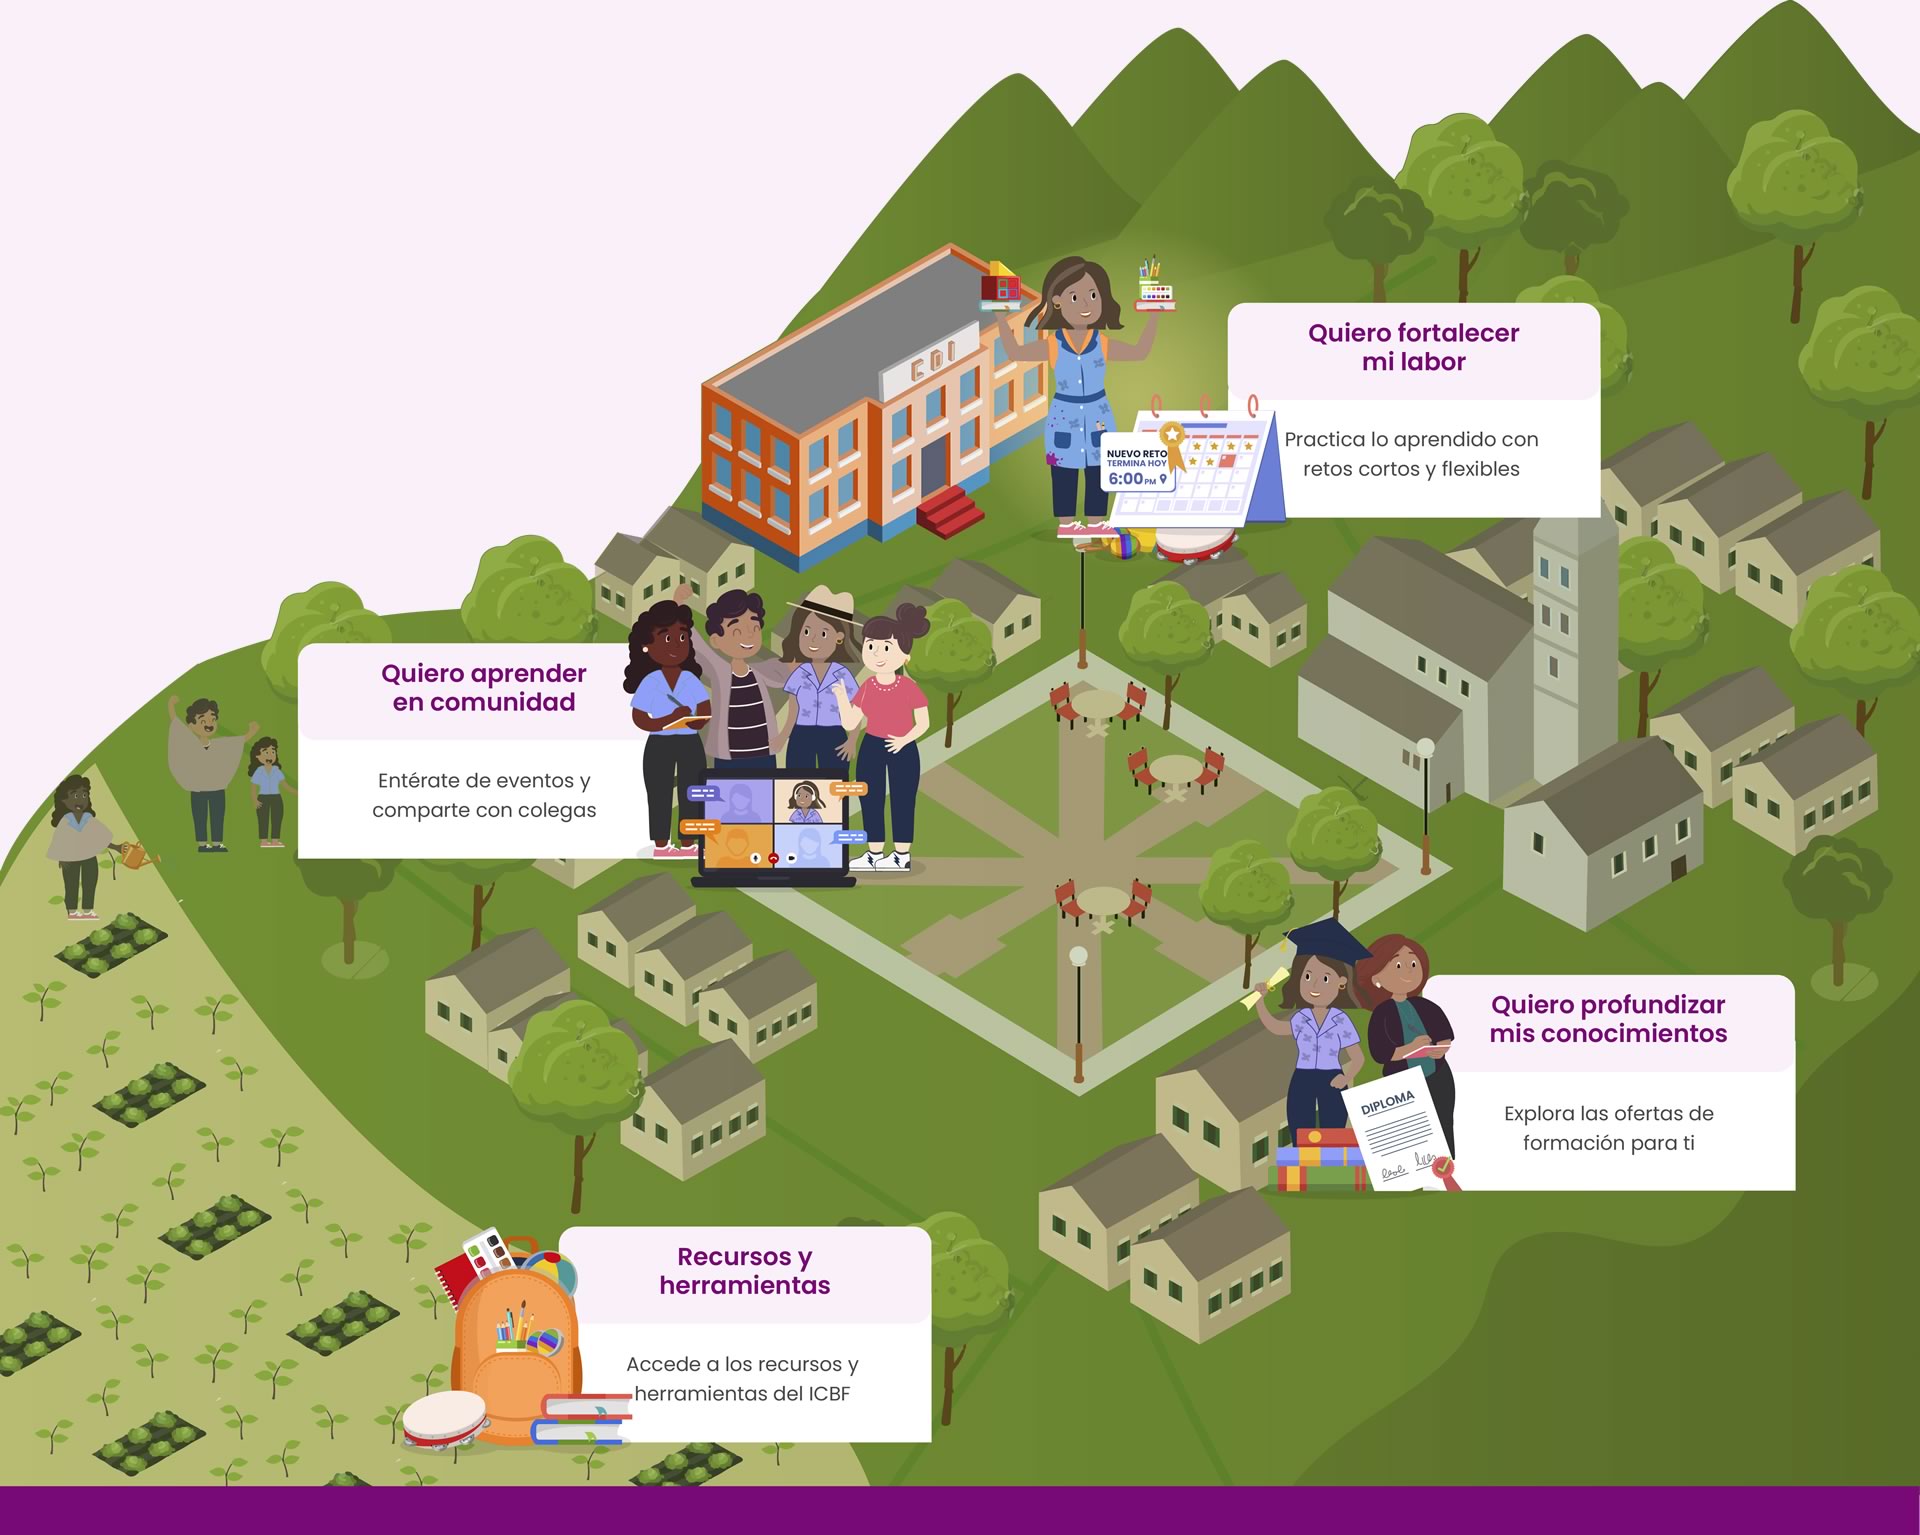 CDI
Quiero fortalecer
mi labor
Practica lo aprendido con
retos cortos y flexibles
NUEVO RETO
TERMINA HOY
6:00 PM
Quiero aprender
en comunidad
Entérate de eventos y
comparte con colegas
Quiero profundizar
mis conocimientos
DIPLOMA
Explora las ofertas de
formación para ti
Recursos y
herramientas
Accede a los recursos y
herramientas del ICBF